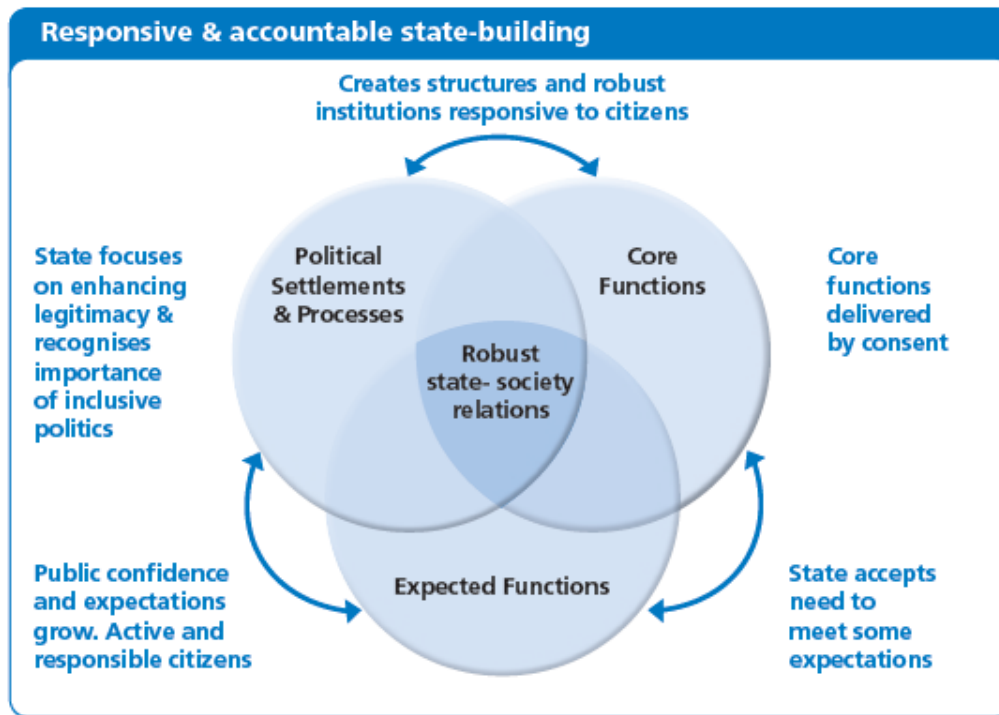 Responsive & accountable state-building
Creates structures and robust
institutions responsive to citizens
Political
Settlements
& Processes
Core
Functions
State focuses
on enhancing
legitimacy &
recognises
importance
of inclusive
politics
Core
functions
delivered
by consent
Robust
state- society
relations
Expected Functions
Public confidence
and expectations
grow. Active and
responsible citizens
State accepts
need to
meet some
expectations